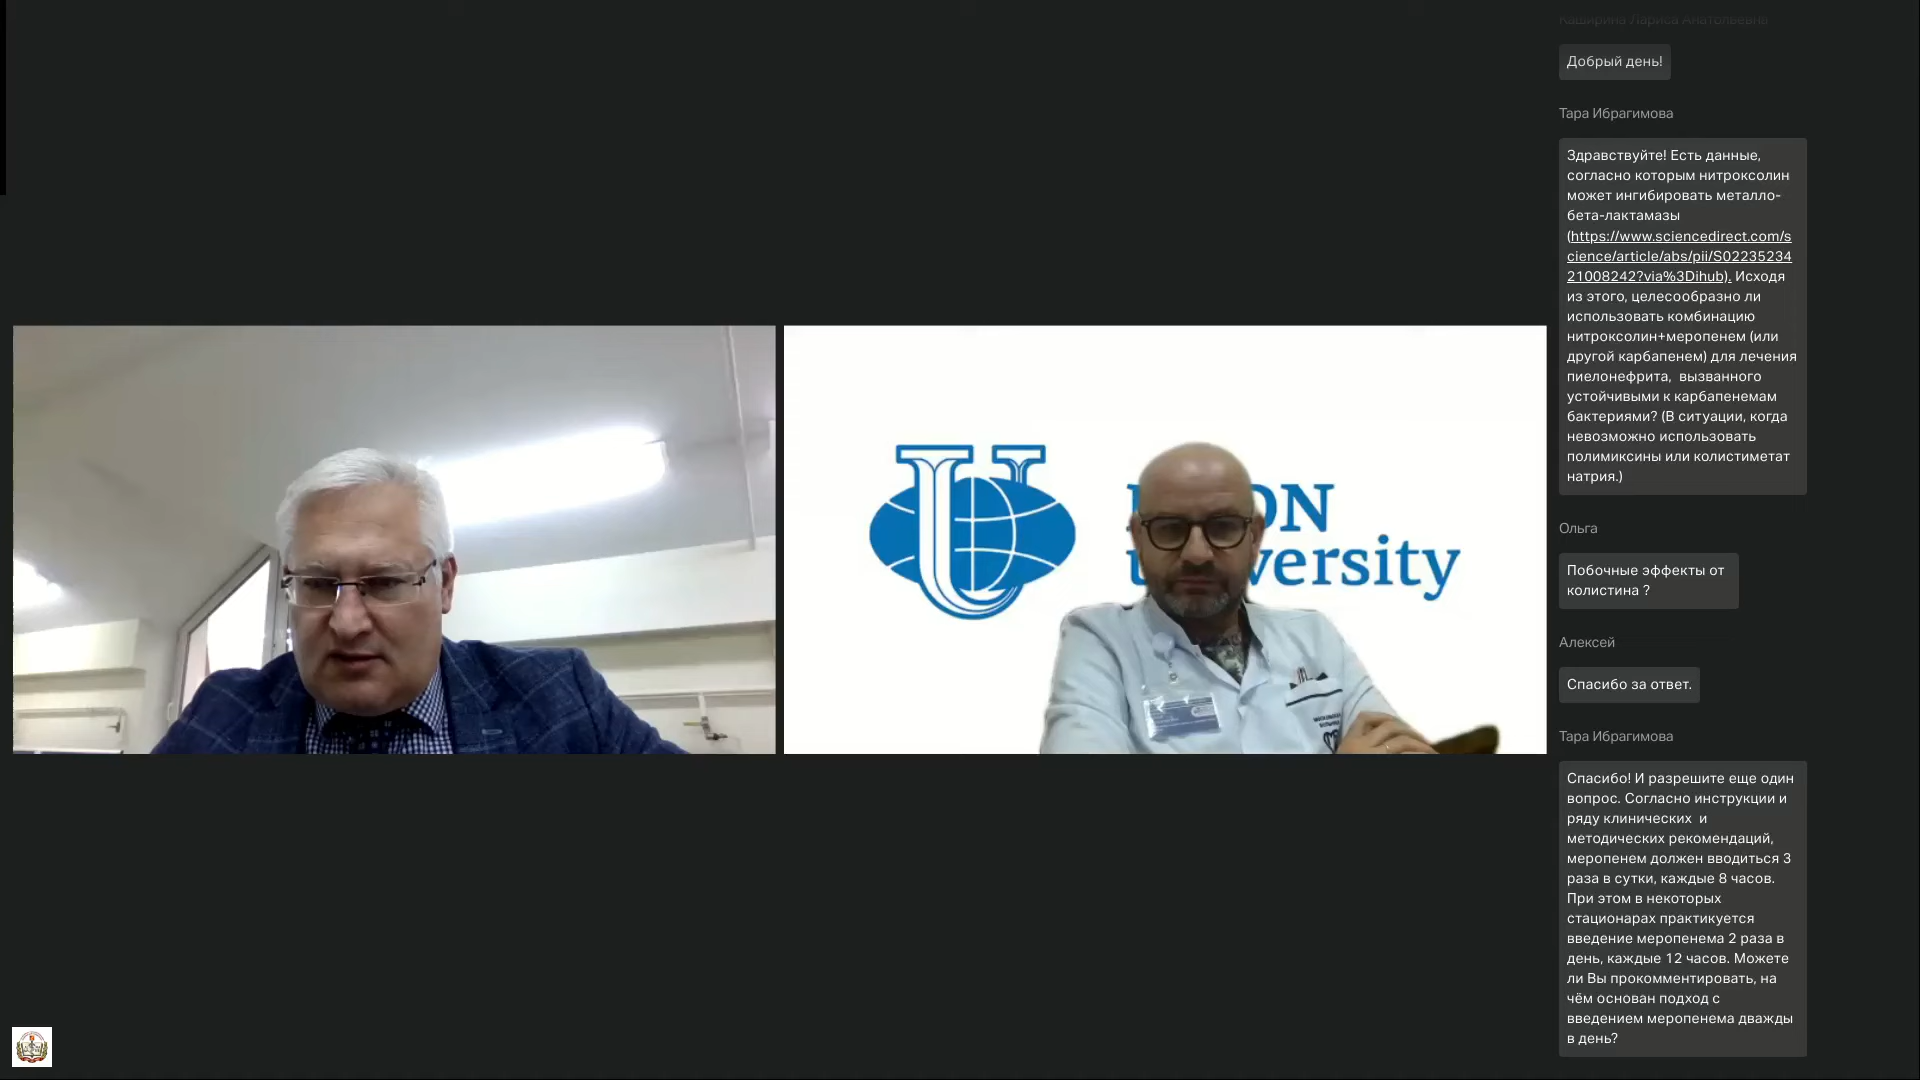 Каширина Лариса Анатольевна
Добрый день!
Тара Ибрагимова
Здравствуйте! Есть данные,
согласно которым нитроксолин
может ингибировать металло-
бета-лактамазы
(https://www.sciencedirect.com/s
cience/article/abs/pii/S02235234
21008242?via%3Dihub). Исходя
из этого, целесообразно ли
использовать комбинацию
нитроксолин+меропенем (или
другой карбапенем) для лечения
пиелонефрита,  вызванного
устойчивыми к карбапенемам
бактериями? (В ситуации, когда
невозможно использовать
полимиксины или колистиметат
натрия.)
Ольга
Побочные эффекты от
колистина ?
Алексей
Спасибо за ответ.
Тара Ибрагимова
Спасибо! И разрешите еще один
вопрос. Согласно инструкции и
ряду клинических  и
методических рекомендаций,
меропенем должен вводиться 3
раза в сутки, каждые 8 часов.
При этом в некоторых
стационарах практикуется
введение меропенема 2 раза в
день, каждые 12 часов. Можете
ли Вы прокомментировать, на
чём основан подход с
введением меропенема дважды
в день?